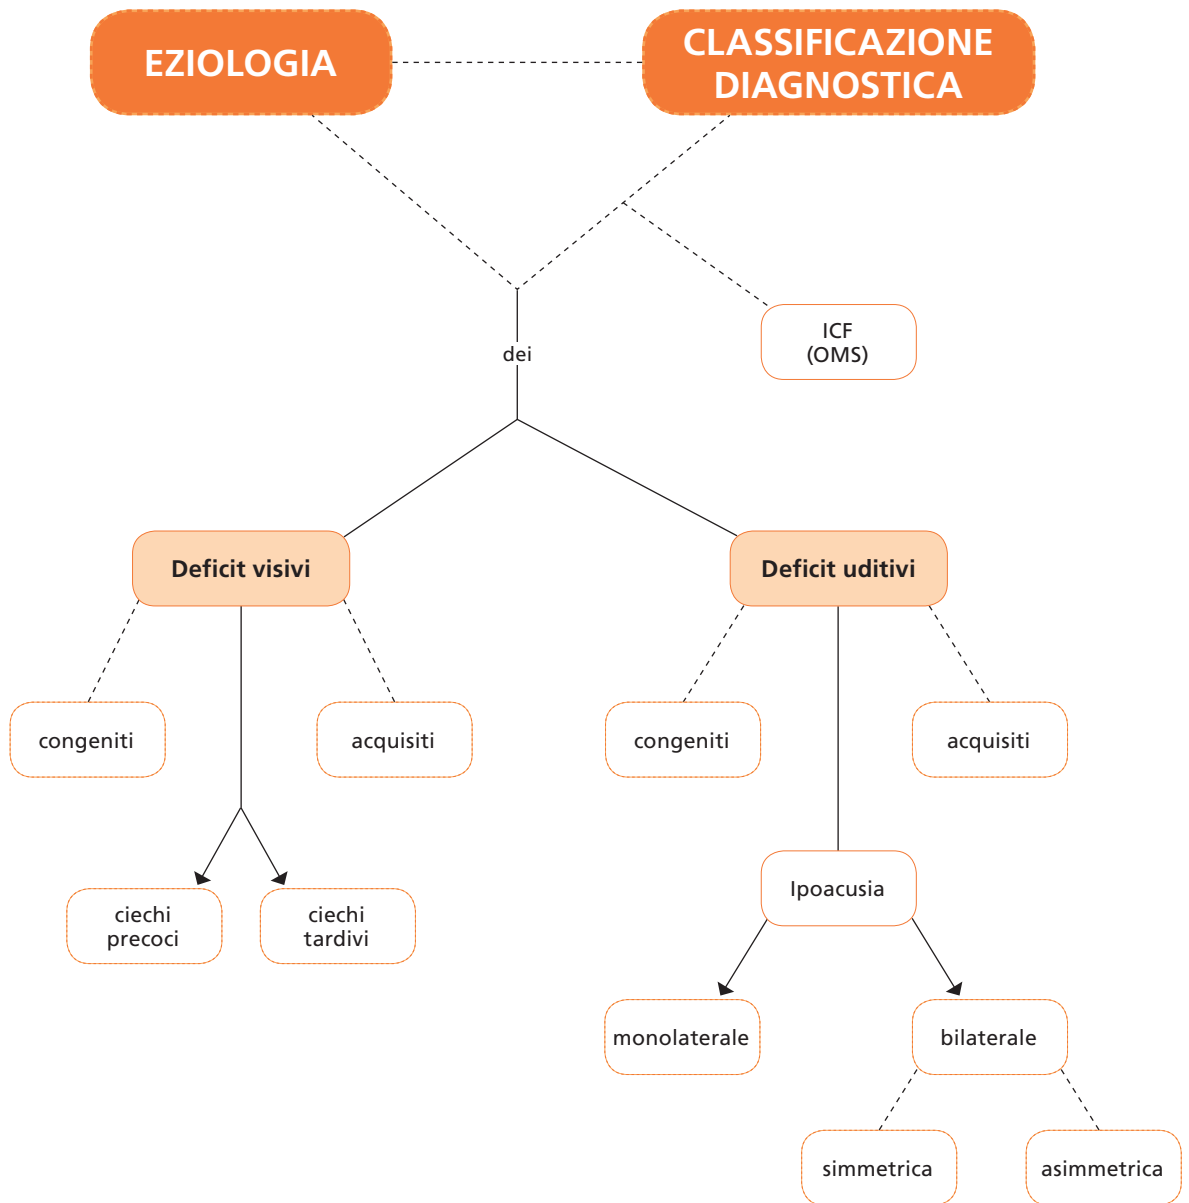 EZIOLOGIA
CLASSIFICAZIONE
DIAGNOSTICA
ICF
(OMS)
dei
Deficit visivi
Deficit uditivi
congeniti
acquisiti
congeniti
acquisiti
ciechi
precoci
ciechi
tardivi
Ipoacusia
monolaterale
bilaterale
simmetrica
asimmetrica